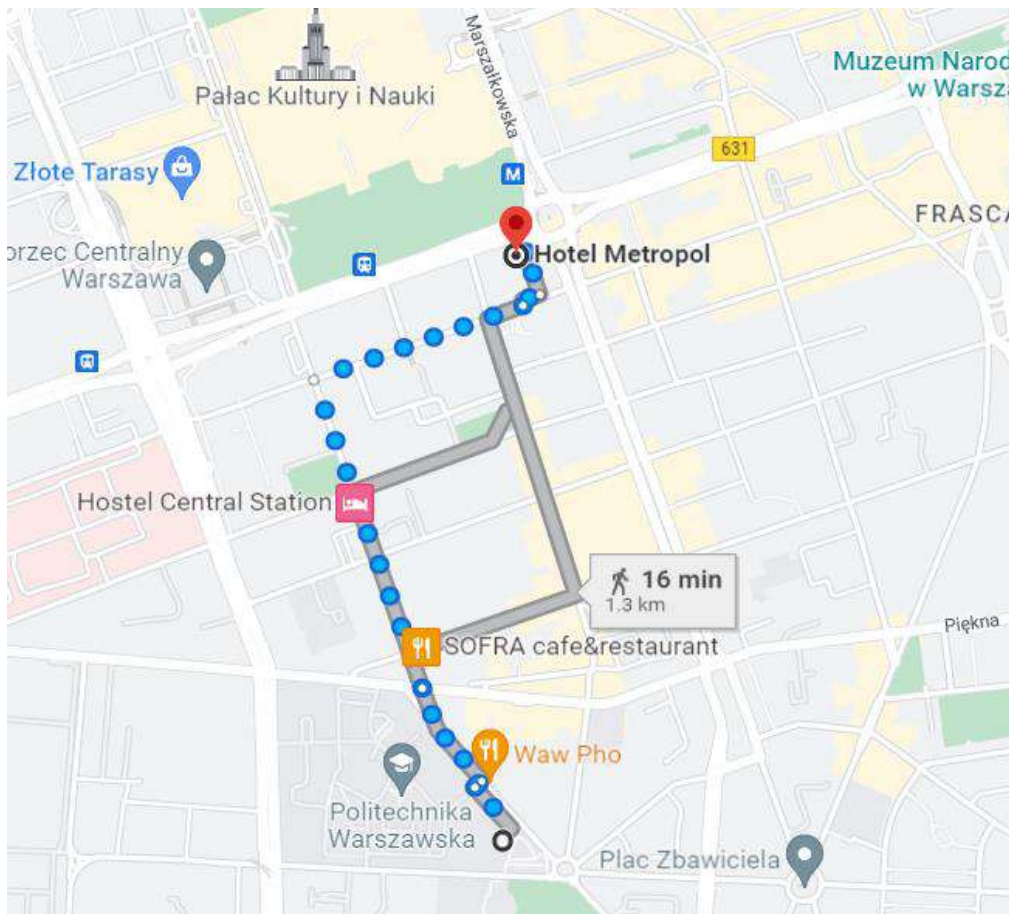 Marszałkowska
Muzeum Narod
w Warsza
Pałac Kultury i Nauki
631
Złote Tarasy
M
FRASCA
orzec Centralny
Warszawa
Hotel Metropol
Hostel Central Station
16 min
1.3 km
Piękna
SOFRA cafe&restaurant
Waw Pho
Politechnika
Warszawska
Plac Zbawiciela